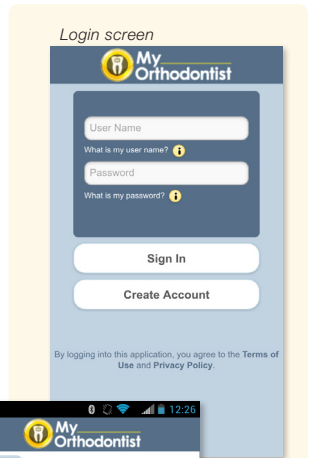 Login screen
My
Orthodontist
User Name
What is my user name? i
Password
What is my password? i
Sign In
Create Account
By logging into this application, you agree to the Terms of
Use and Privacy Policy.
12:26
My
Orthodontist